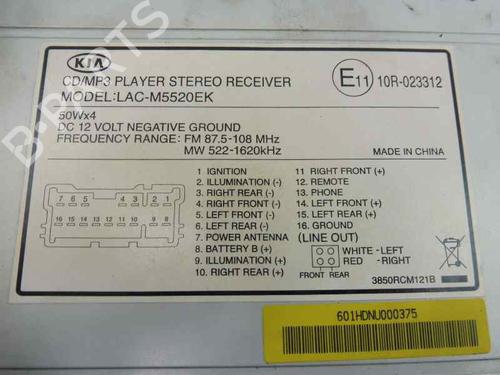 KIA
CD/MP3 PLAYER STEREO RECEIVER
MODEL:LAC-M5520EK
E11 10R-023312
50Wx4
DC 12 VOLT NEGATIVE GROUND
FREQUENCY RANGE: FM 87.5-108 MHz
MW 522-1620kHz
MADE IN CHINA
7 6 5 4 3 2 1
16 15 14 13 12 11 10 9 8
1 IGNITION
2 ILLUMINATION (-)
3 RIGHT REAR (-)
4 RIGHT FRONT (-)
5 LEFT FRONT (-)
6 LEFT REAR (-)
7 POWER ANTENNA
8 BATTERY B (+)
9 ILLUMINATION (+)
10. RIGHT REAR (+)
11 RIGHT FRONT (+)
12. REMOTE
13. PHONE
14 LEFT FRONT (+)
15. LEFT REAR (+)
16 GROUND
(LINE OUT)
WHITE -LEFT
RED -RIGHT
FRONT REAR
3850RCM121B
601HDNU000375
B-PARTS